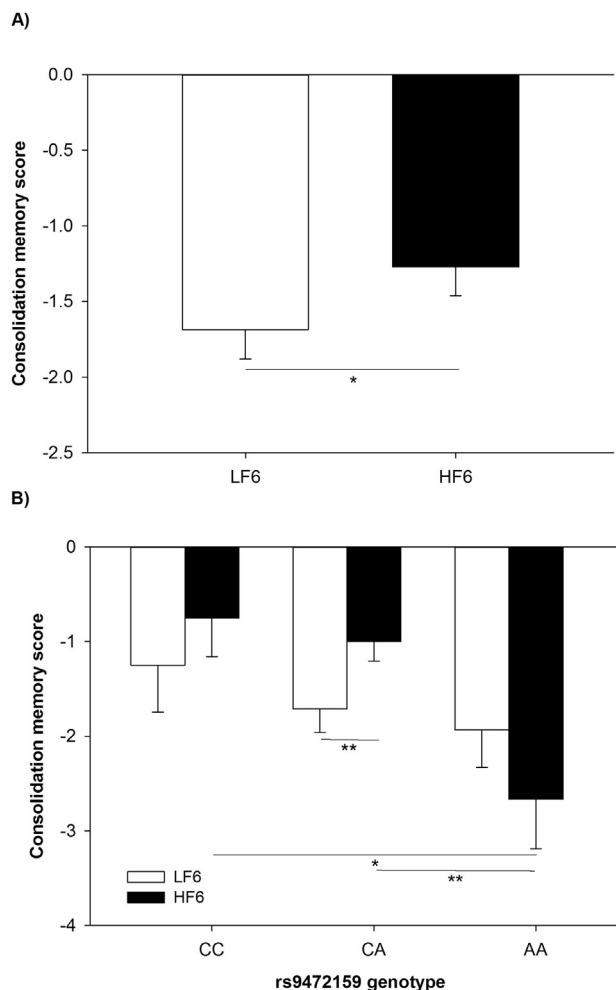 A)
0.0
-0.5
-1.0
-1.5
-2.0
-2.5
Consolidation memory score
*
LF6 HF6
B)
0
-1
-2
-3
-4
Consolidation memory score
**
*
**
LF6
HF6
CC CA AA
rs9472159 genotype